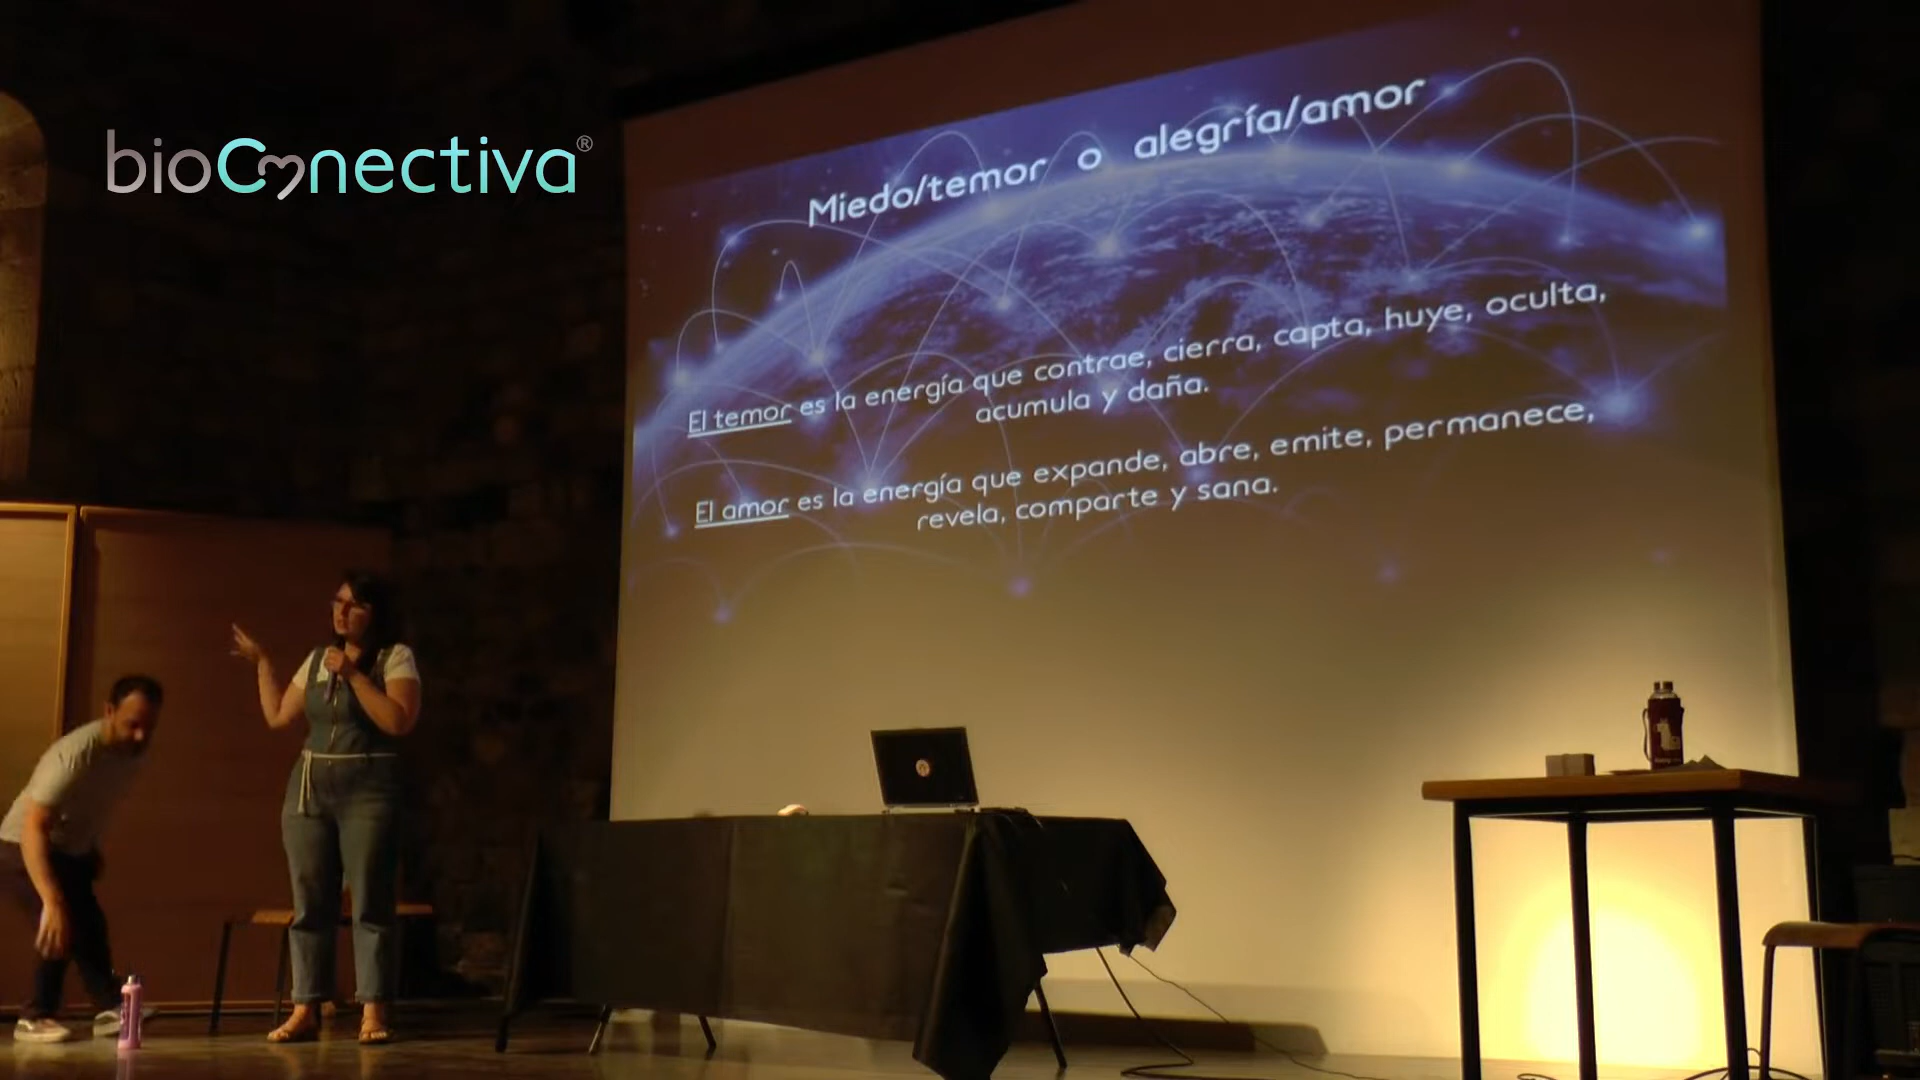 bioConectiva®
Miedo/temor o alegría/amor
El temor es la energía que contrae, cierra, capta, huye, oculta,
acumula y daña.
El amor es la energía que expande, abre, emite, permanece,
revela, comparte y sana.